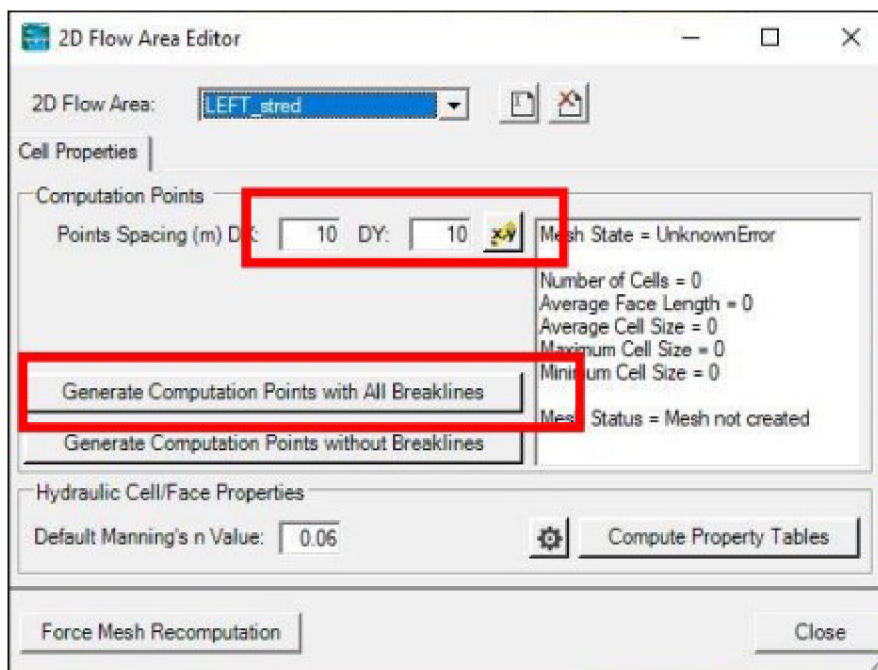 2D Flow Area Editor
2D Flow Area: LEFT_stred
Cell Properties
Computation Points
Points Spacing (m) DX: 10 DY: 10 x,y
Mesh State = UnknownError
Number of Cells = 0
Average Face Length = 0
Average Cell Size = 0
Maximum Cell Size = 0
Minimum Cell Size = 0
Generate Computation Points with All Breaklines
Mesh Status = Mesh not created
Generate Computation Points without Breaklines
Hydraulic Cell/Face Properties
Default Manning's n Value: 0.06
Compute Property Tables
Force Mesh Recomputation
Close